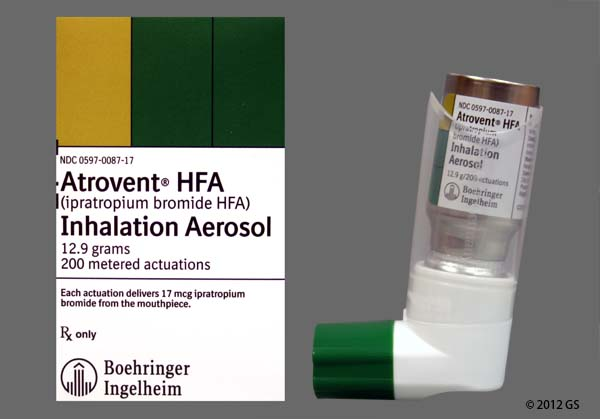 NDC 0597-0087-17
Atrovent® HFA
(ipratropium bromide HFA)
Inhalation Aerosol
12.9 grams
200 metered actuations
Each actuation delivers 17 mcg ipratropium
bromide from the mouthpiece.
Rx only
Boehringer
Ingelheim
NDC 0597-0087-17
Atrovent® HFA
(ipratropium
bromide HFA)
Inhalation
Aerosol
12.9 g/200 actuations
Boehringer
Ingelheim
© 2012 GS